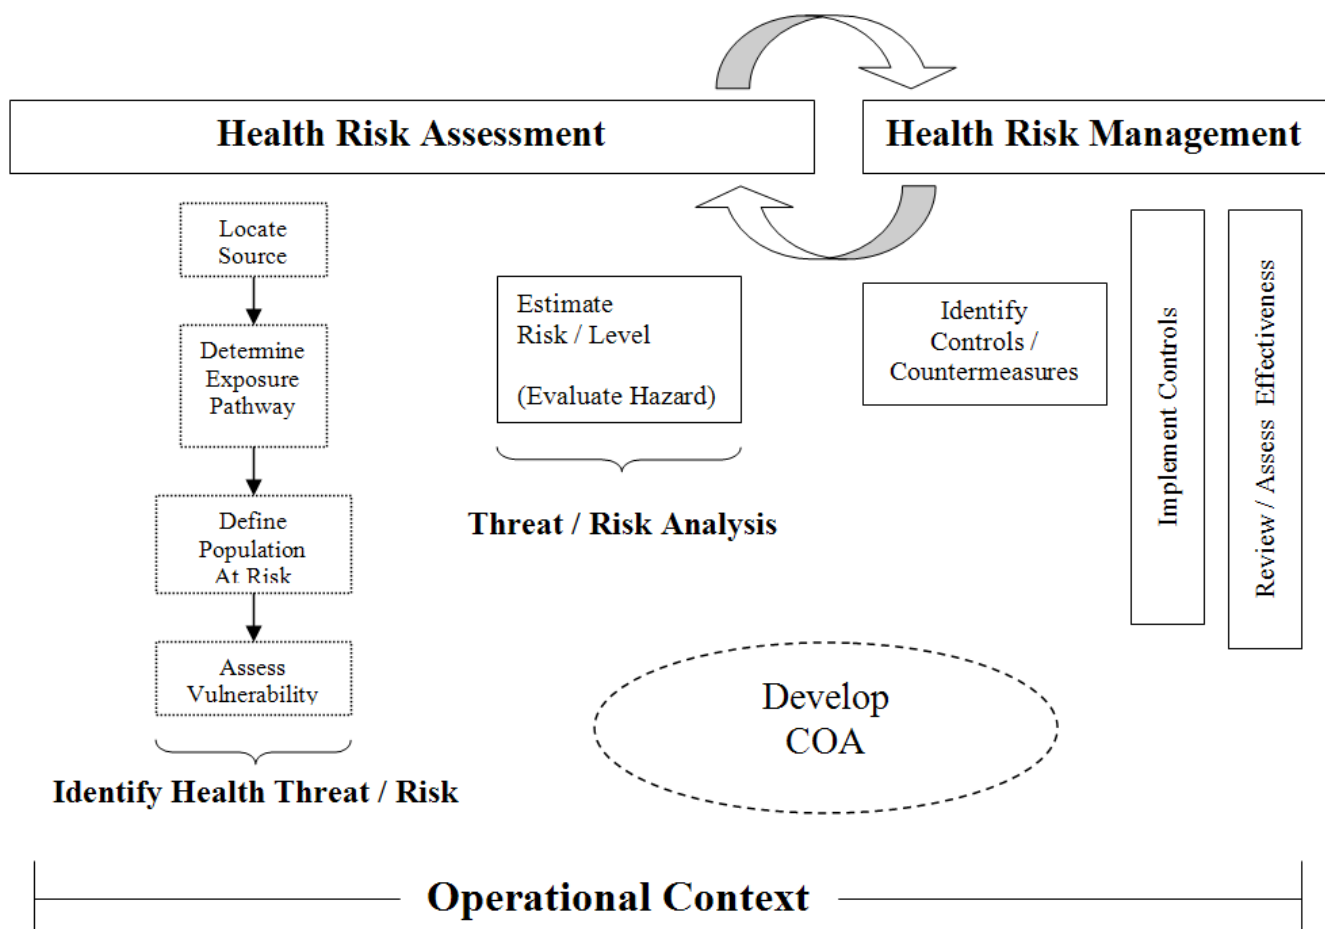 Health Risk Assessment
Health Risk Management
Locate
Source
Determine
Exposure
Pathway
Define
Population
At Risk
Assess
Vulnerability
Identify Health Threat / Risk
Estimate
Risk / Level
(Evaluate Hazard)
Threat / Risk Analysis
Identify
Controls /
Countermeasures
Implement Controls
Review / Assess Effectiveness
Develop
COA
Operational Context